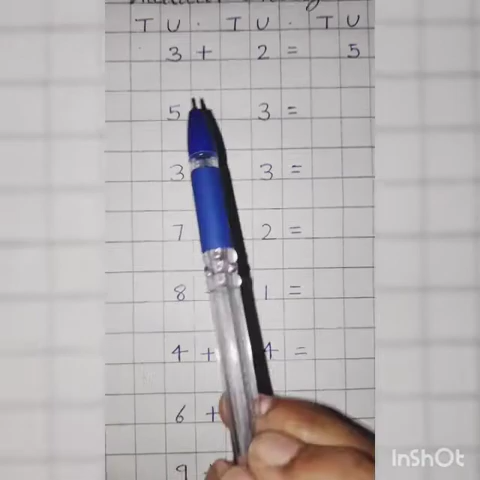 T U . T U . T U
3 + 2 = 5
5 3 =
3 3 =
7 2 =
8 1 =
4 + 4 =
6 +
9
InShOt